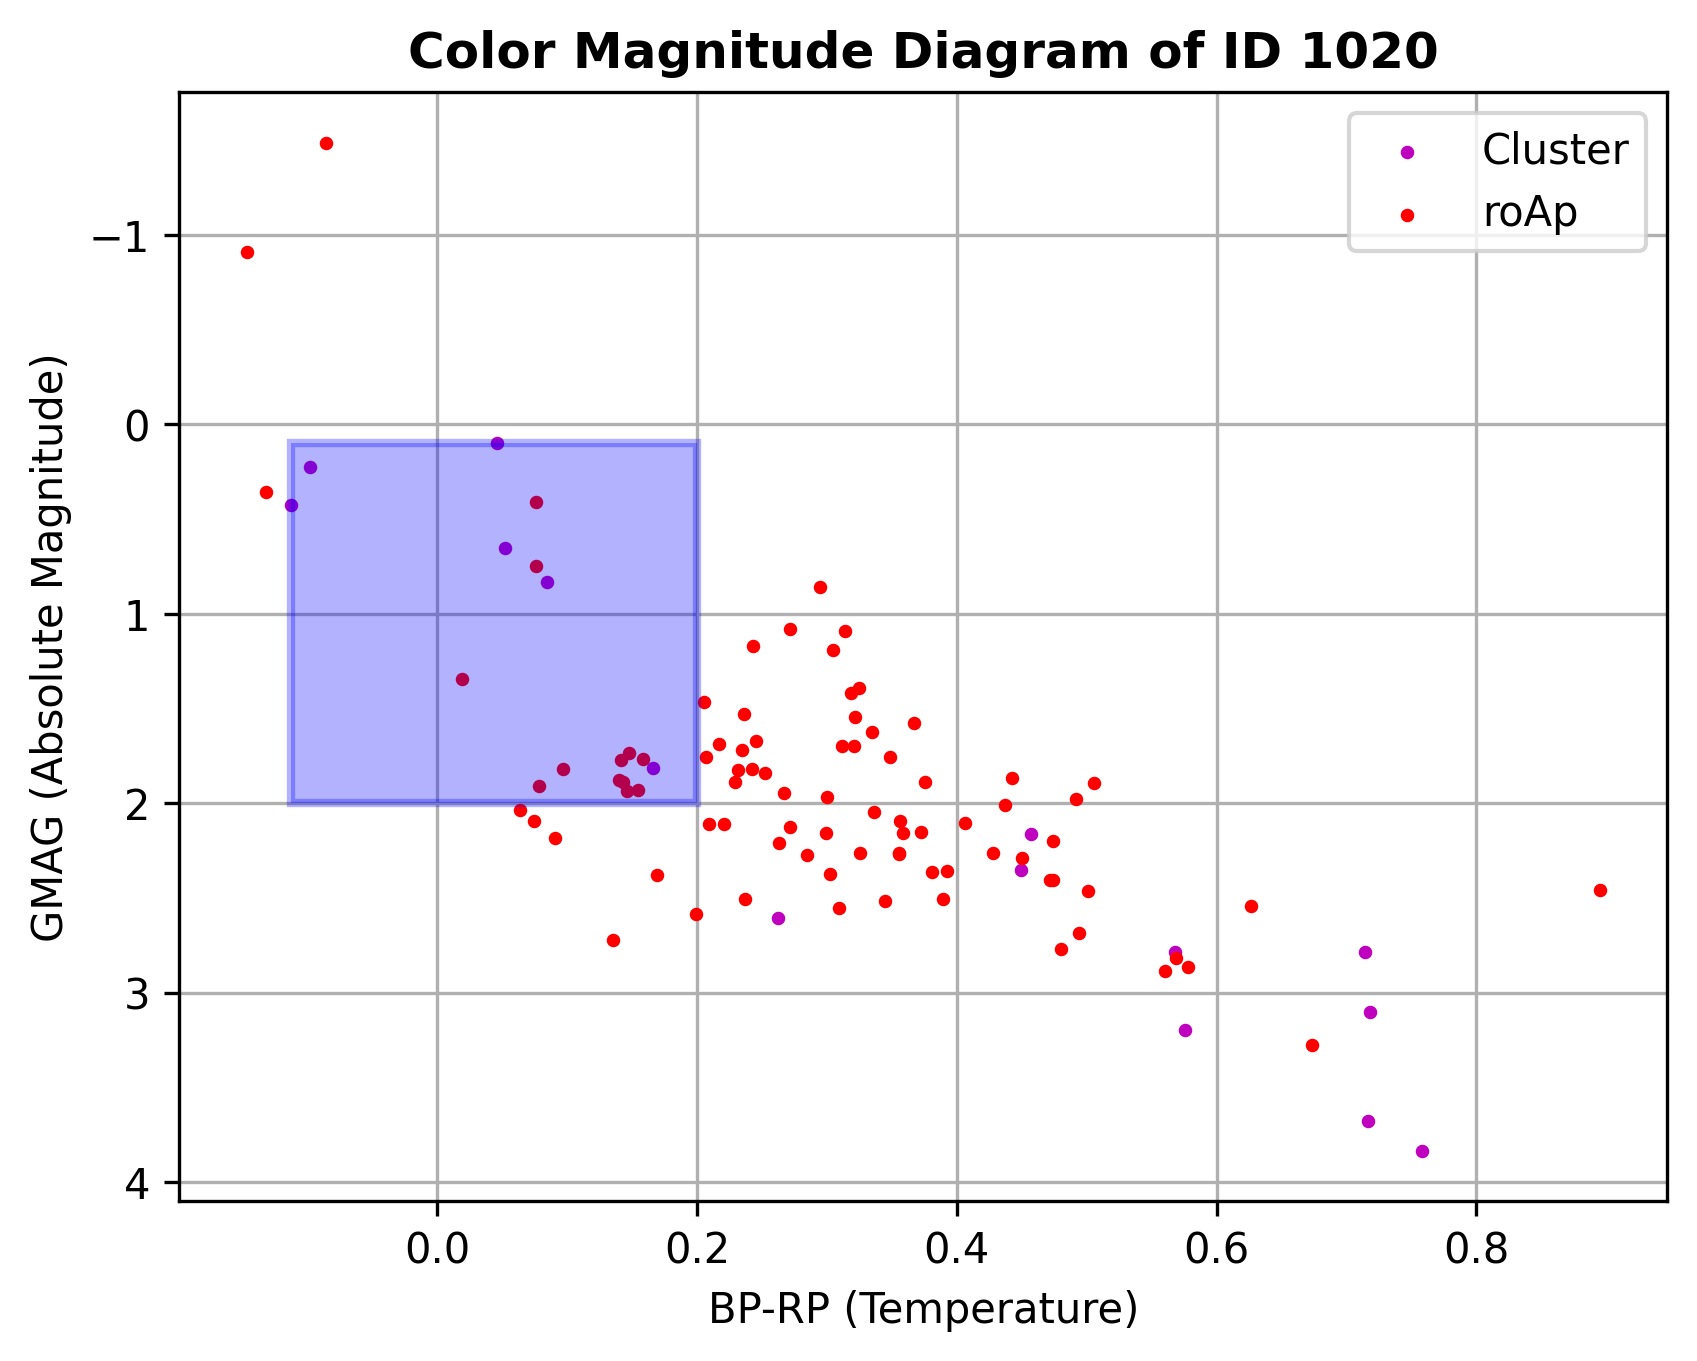 Color Magnitude Diagram of ID 1020
Cluster
roAp
GMAG (Absolute Magnitude)
−1
0
1
2
3
4
0.0 0.2 0.4 0.6 0.8
BP-RP (Temperature)